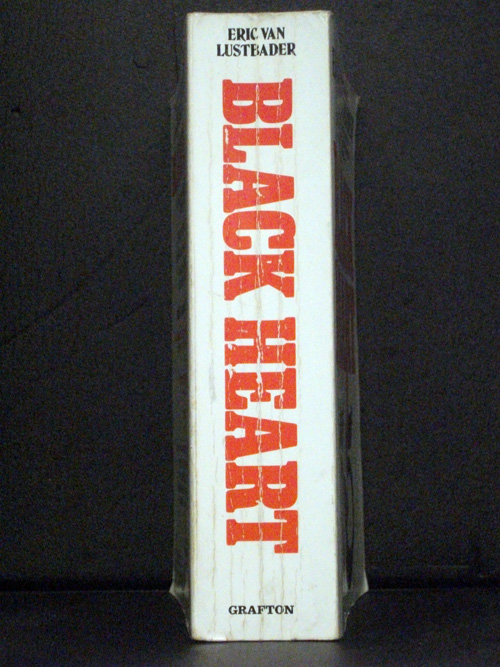 ERIC VAN
LUSTBADER
BLACK HEART
GRAFTON